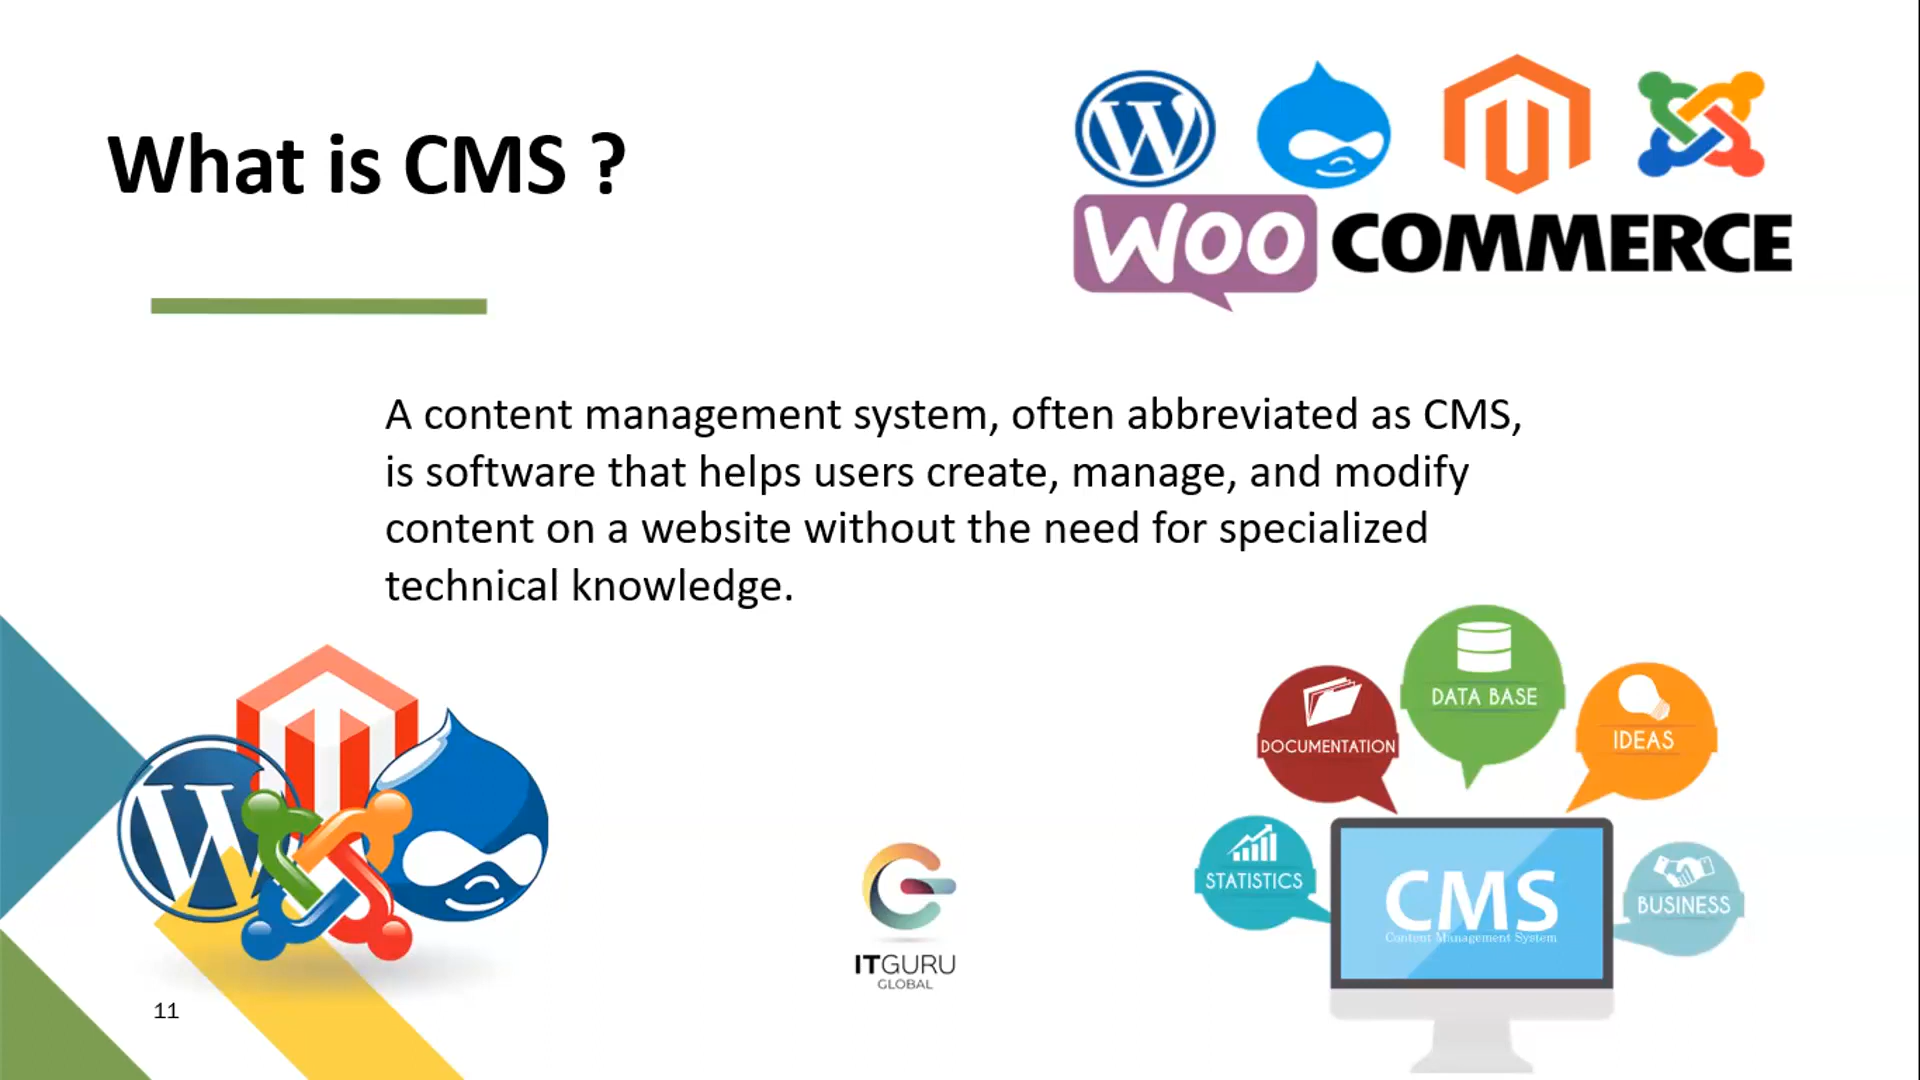 What is CMS ?
WOO COMMERCE
A content management system, often abbreviated as CMS,
is software that helps users create, manage, and modify
content on a website without the need for specialized
technical knowledge.
DATA BASE
DOCUMENTATION
IDEAS
STATISTICS
CMS
Content Management System
BUSINESS
ITGURU
GLOBAL
11